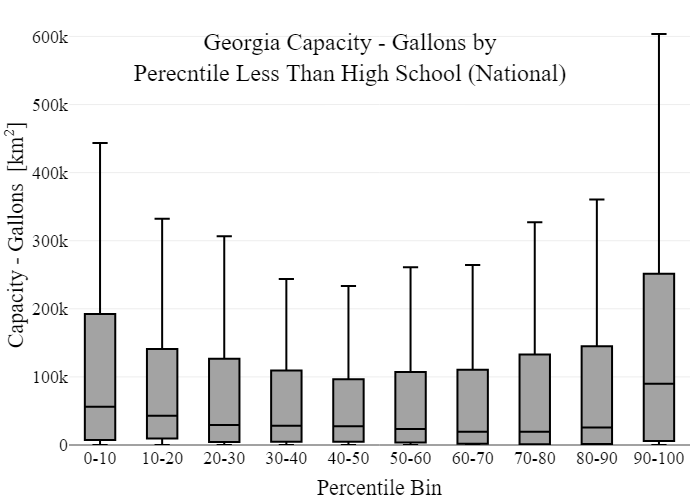 Georgia Capacity - Gallons by
Perecntile Less Than High School (National)
Capacity - Gallons [km²]
600k
500k
400k
300k
200k
100k
0
0-10 10-20 20-30 30-40 40-50 50-60 60-70 70-80 80-90 90-100
Percentile Bin